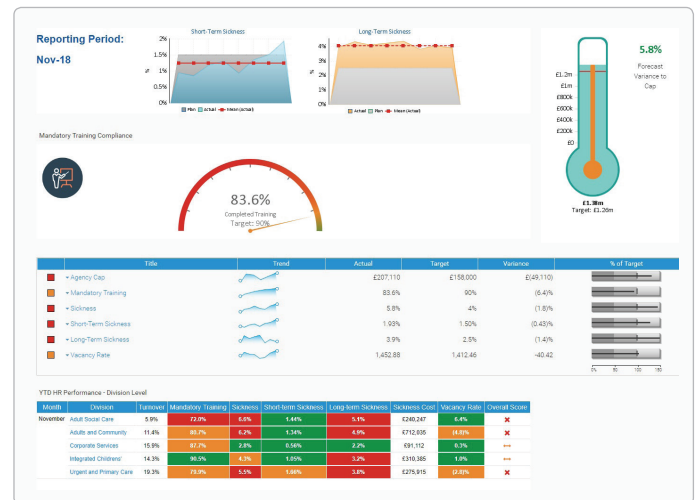 Reporting Period:
Nov-18
Short-Term Sickness
2%
1.5%
1%
0.5%
0%
%
Plan Actual Mean (Actual)
Long-Term Sickness
4%
3%
2%
1%
0%
%
Actual Plan Mean (Actual)
£1.2m
£1m
£800k
£600k
£400k
£200k
£0
£1.38m
Target: £1.26m
5.8%
Forecast
Variance to
Cap
Mandatory Training Compliance
83.6%
Completed Training
Target: 90%
Title Trend Actual Target Variance % of Target
Agency Cap £207,110 £158,000 £(49,110)
Mandatory Training 83.6% 90% (6.4)%
Sickness 5.8% 4% (1.8)%
Short-Term Sickness 1.93% 1.50% (0.43)%
Long-Term Sickness 3.9% 2.5% (1.4)%
Vacancy Rate 1,452.88 1,412.46 -40.42
0% 50 100 150
YTD HR Performance - Division Level
Month Division Turnover Mandatory Training Sickness Short-term Sickness Long-term Sickness Sickness Cost Vacancy Rate Overall Score
November Adult Social Care 5.9% 72.0% 6.6% 1.44% 5.1% £240,247 6.4%
Adults and Community 11.4% 80.7% 6.2% 1.34% 4.9% £712,035
Corporate Services 15.9% 87.7% 2.8% 0.56% 2.2% £91,112 0.3%
Integrated Childrens' 14.3% 90.5% 4.3% 1.05% 3.2% £310,385 1.0%
Urgent and Primary Care 19.3% 79.9% 5.5% 1.66% 3.8% £275,915 (2.8)%